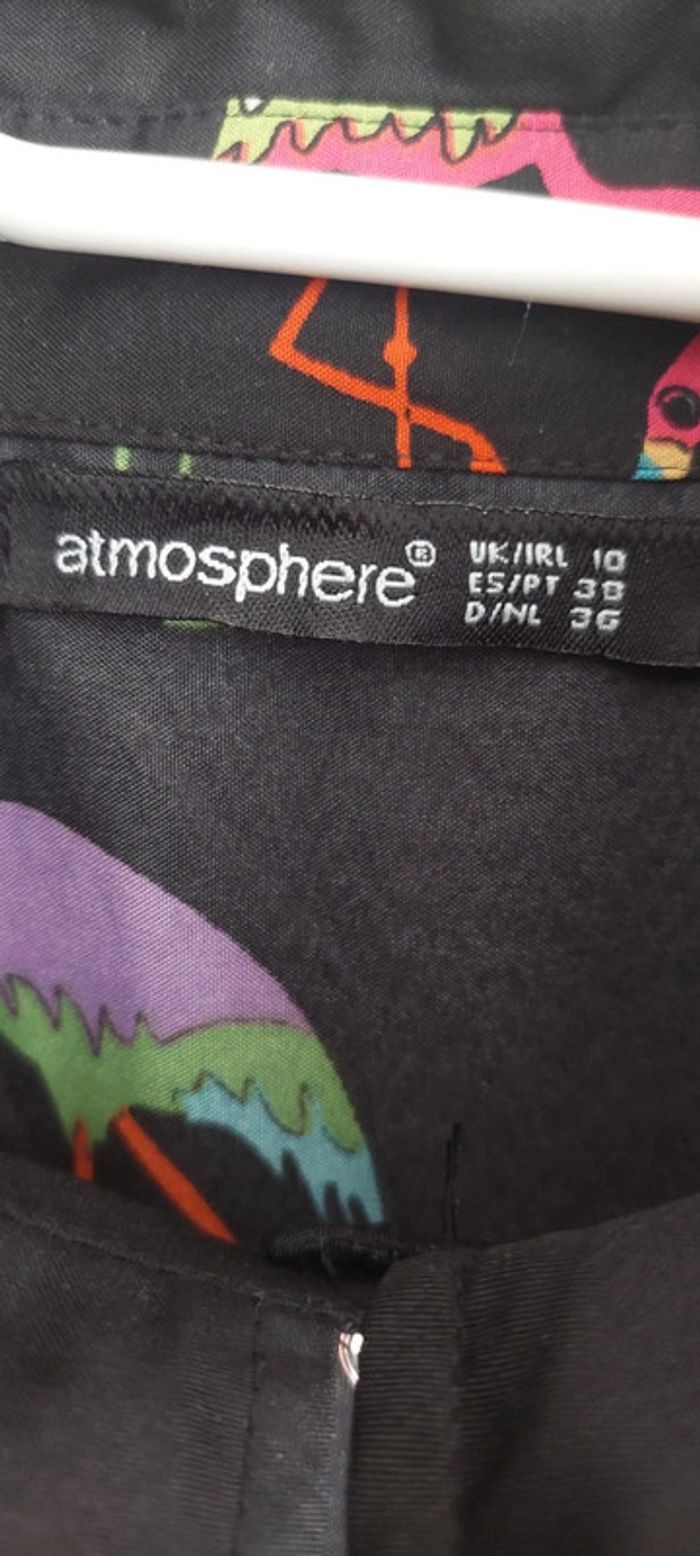 atmosphere®
UK/IRL 10
ES/PT 38
D/NL 36